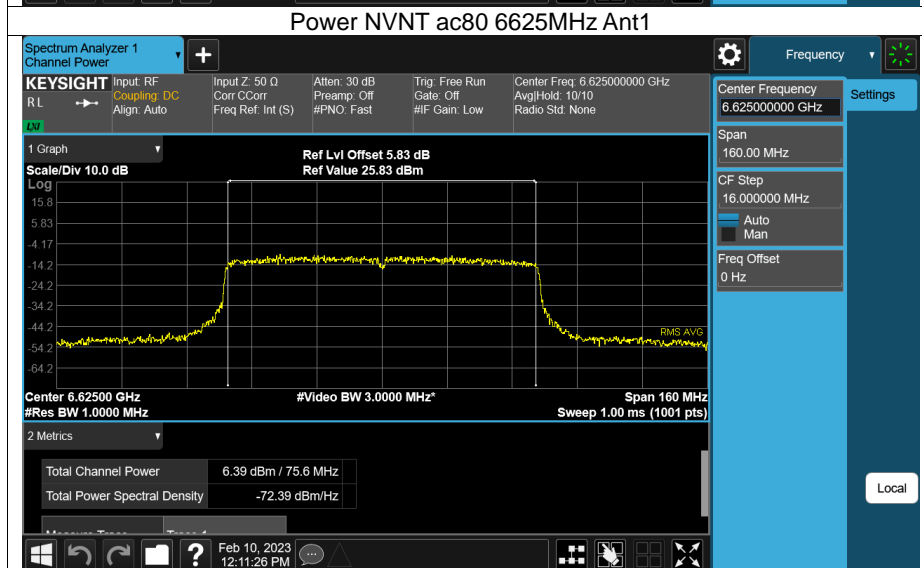 Power NVNT ac80 6625MHz Ant1
Spectrum Analyzer 1
Channel Power
+
Frequency
KEYSIGHT
RL
LXI
Input: RF
Coupling: DC
Align: Auto
Input Z: 50 Ω
Corr CCorr
Freq Ref: Int (S)
Atten: 30 dB
Preamp: Off
#PNO: Fast
Trig: Free Run
Gate: Off
#IF Gain: Low
Center Freq: 6.625000000 GHz
Avg|Hold: 10/10
Radio Std: None
Center Frequency
6.625000000 GHz
Settings
Span
160.00 MHz
CF Step
16.000000 MHz
Auto
Man
Freq Offset
0 Hz
1 Graph
Scale/Div 10.0 dB
Ref Lvl Offset 5.83 dB
Ref Value 25.83 dBm
Log
15.8
5.83
-4.17
-14.2
-24.2
-34.2
-44.2
-54.2
-64.2
RMS AVG
Center 6.62500 GHz
#Video BW 3.0000 MHz*
Span 160 MHz
#Res BW 1.0000 MHz
Sweep 1.00 ms (1001 pts)
2 Metrics
Total Channel Power 6.39 dBm / 75.6 MHz
Total Power Spectral Density -72.39 dBm/Hz
Local
?
Feb 10, 2023
12:11:26 PM